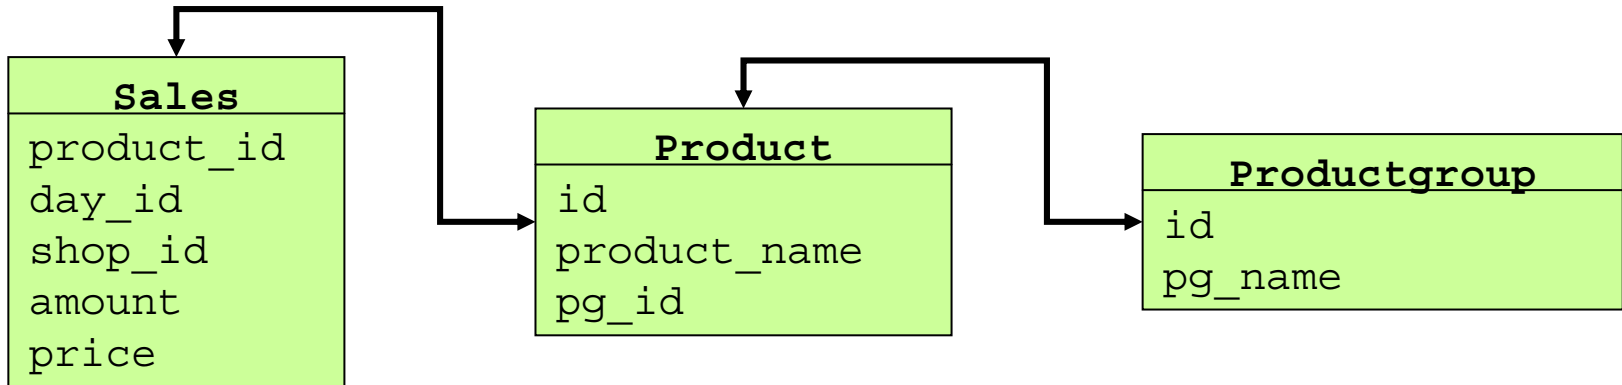 Sales
product_id
day_id
shop_id
amount
price
Product
id
product_name
pg_id
Productgroup
id
pg_name